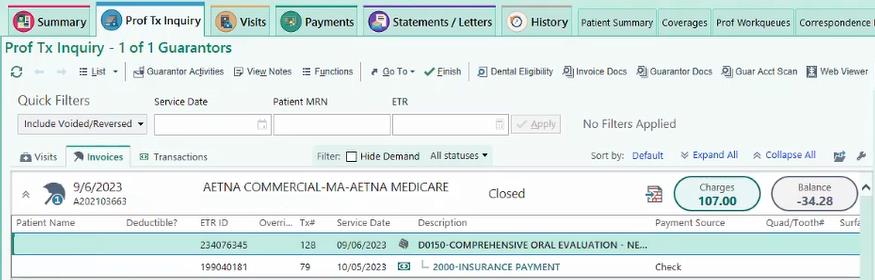 Summary Prof Tx Inquiry Visits Payments Statements / Letters History Patient Summary Coverages Prof Workqueues Correspondence
Prof Tx Inquiry - 1 of 1 Guarantors
List Guarantor Activities View Notes Functions Go To Finish Dental Eligibility Invoice Docs Guarantor Docs Guar Acct Scan Web Viewer
Quick Filters Service Date Patient MRN ETR
Include Voided/Reversed Apply No Filters Applied
Visits Invoices Transactions Filter: Hide Demand All statuses Sort by: Default Expand All Collapse All
9/6/2023 AETNA COMMERCIAL-MA-AETNA MEDICARE Closed Charges Balance
1 A202103663 107.00 -34.28
Patient Name Deductible? ETR ID Overri... Tx# Service Date Description Payment Source Quad/Tooth# Surfa
234076345 128 09/06/2023 D0150-COMPREHENSIVE ORAL EVALUATION - NE...
199040181 79 10/05/2023 2000-INSURANCE PAYMENT Check